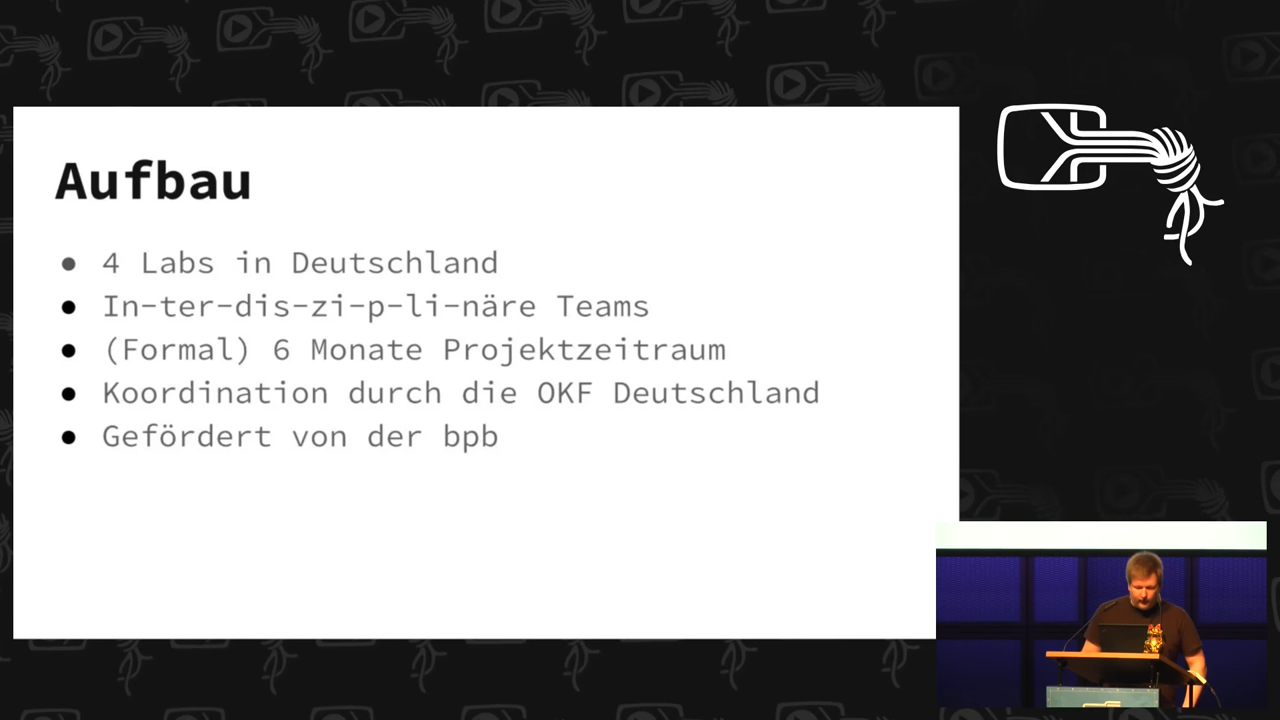 Aufbau
4 Labs in Deutschland
In-ter-dis-zi-p-li-näre Teams
(Formal) 6 Monate Projektzeitraum
Koordination durch die OKF Deutschland
Gefördert von der bpb